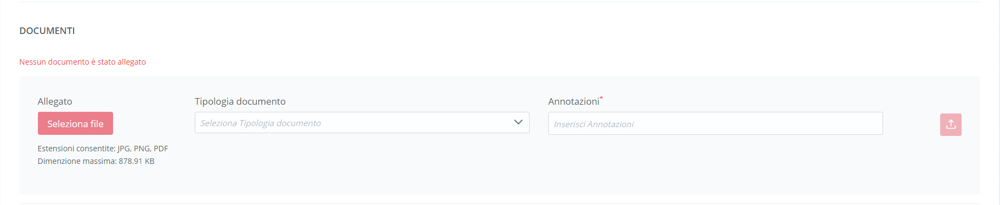 DOCUMENTI
Nessun documento è stato allegato
Allegato
Tipologia documento
Annotazioni*
Seleziona file
Seleziona Tipologia documento
Inserisci Annotazioni
Estensioni consentite: JPG, PNG, PDF
Dimenzione massima: 878.91 KB